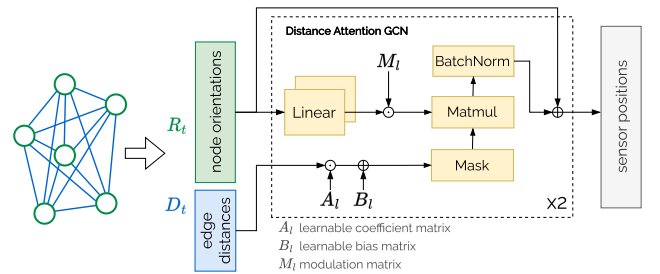 Distance Attention GCN
R_t
node orientations
Linear
M_l
BatchNorm
Matmul
Mask
A_l
B_l
X2
D_t
edge
distances
sensor positions
A_l learnable coefficient matrix
B_l learnable bias matrix
M_l modulation matrix